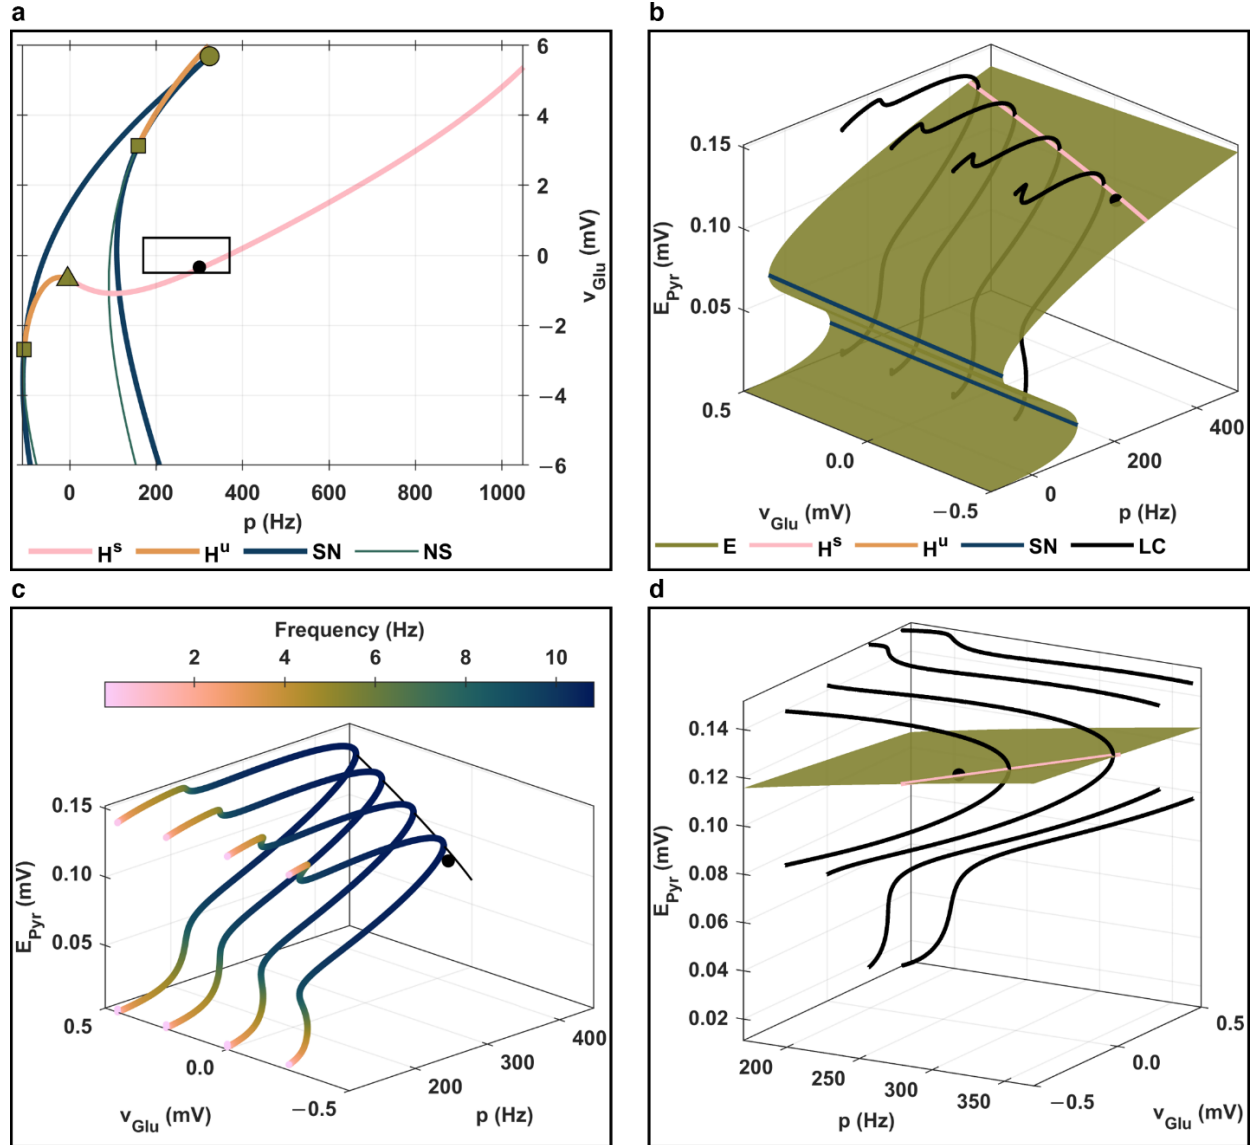 a
6
4
2
0
−2
−4
−6
v_Glu (mV)
0 200 400 600 800 1000
p (Hz)
H^s H^u SN NS
b
0.15
0.10
0.05
E_Pyr (mV)
0.5
0.0
−0.5
v_Glu (mV)
0
200
400
p (Hz)
E H^s H^u SN LC
c
Frequency (Hz)
2 4 6 8 10
0.15
0.10
0.05
E_Pyr (mV)
0.5
0.0
−0.5
v_Glu (mV)
200
300
400
p (Hz)
d
0.14
0.12
0.10
0.08
0.06
0.04
0.02
E_Pyr (mV)
200
250
300
350
p (Hz)
−0.5
0.0
0.5
v_Glu (mV)